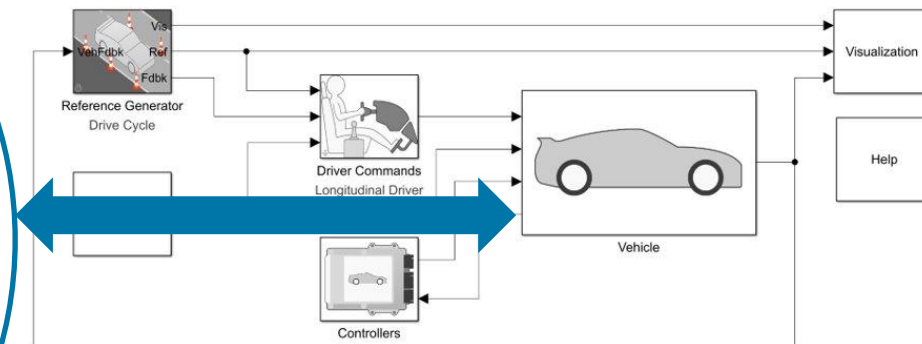 Vis
VehFdbk
Ref
Fdbk
Reference Generator
Drive Cycle
Driver Commands
Longitudinal Driver
Controllers
Vehicle
Visualization
Help